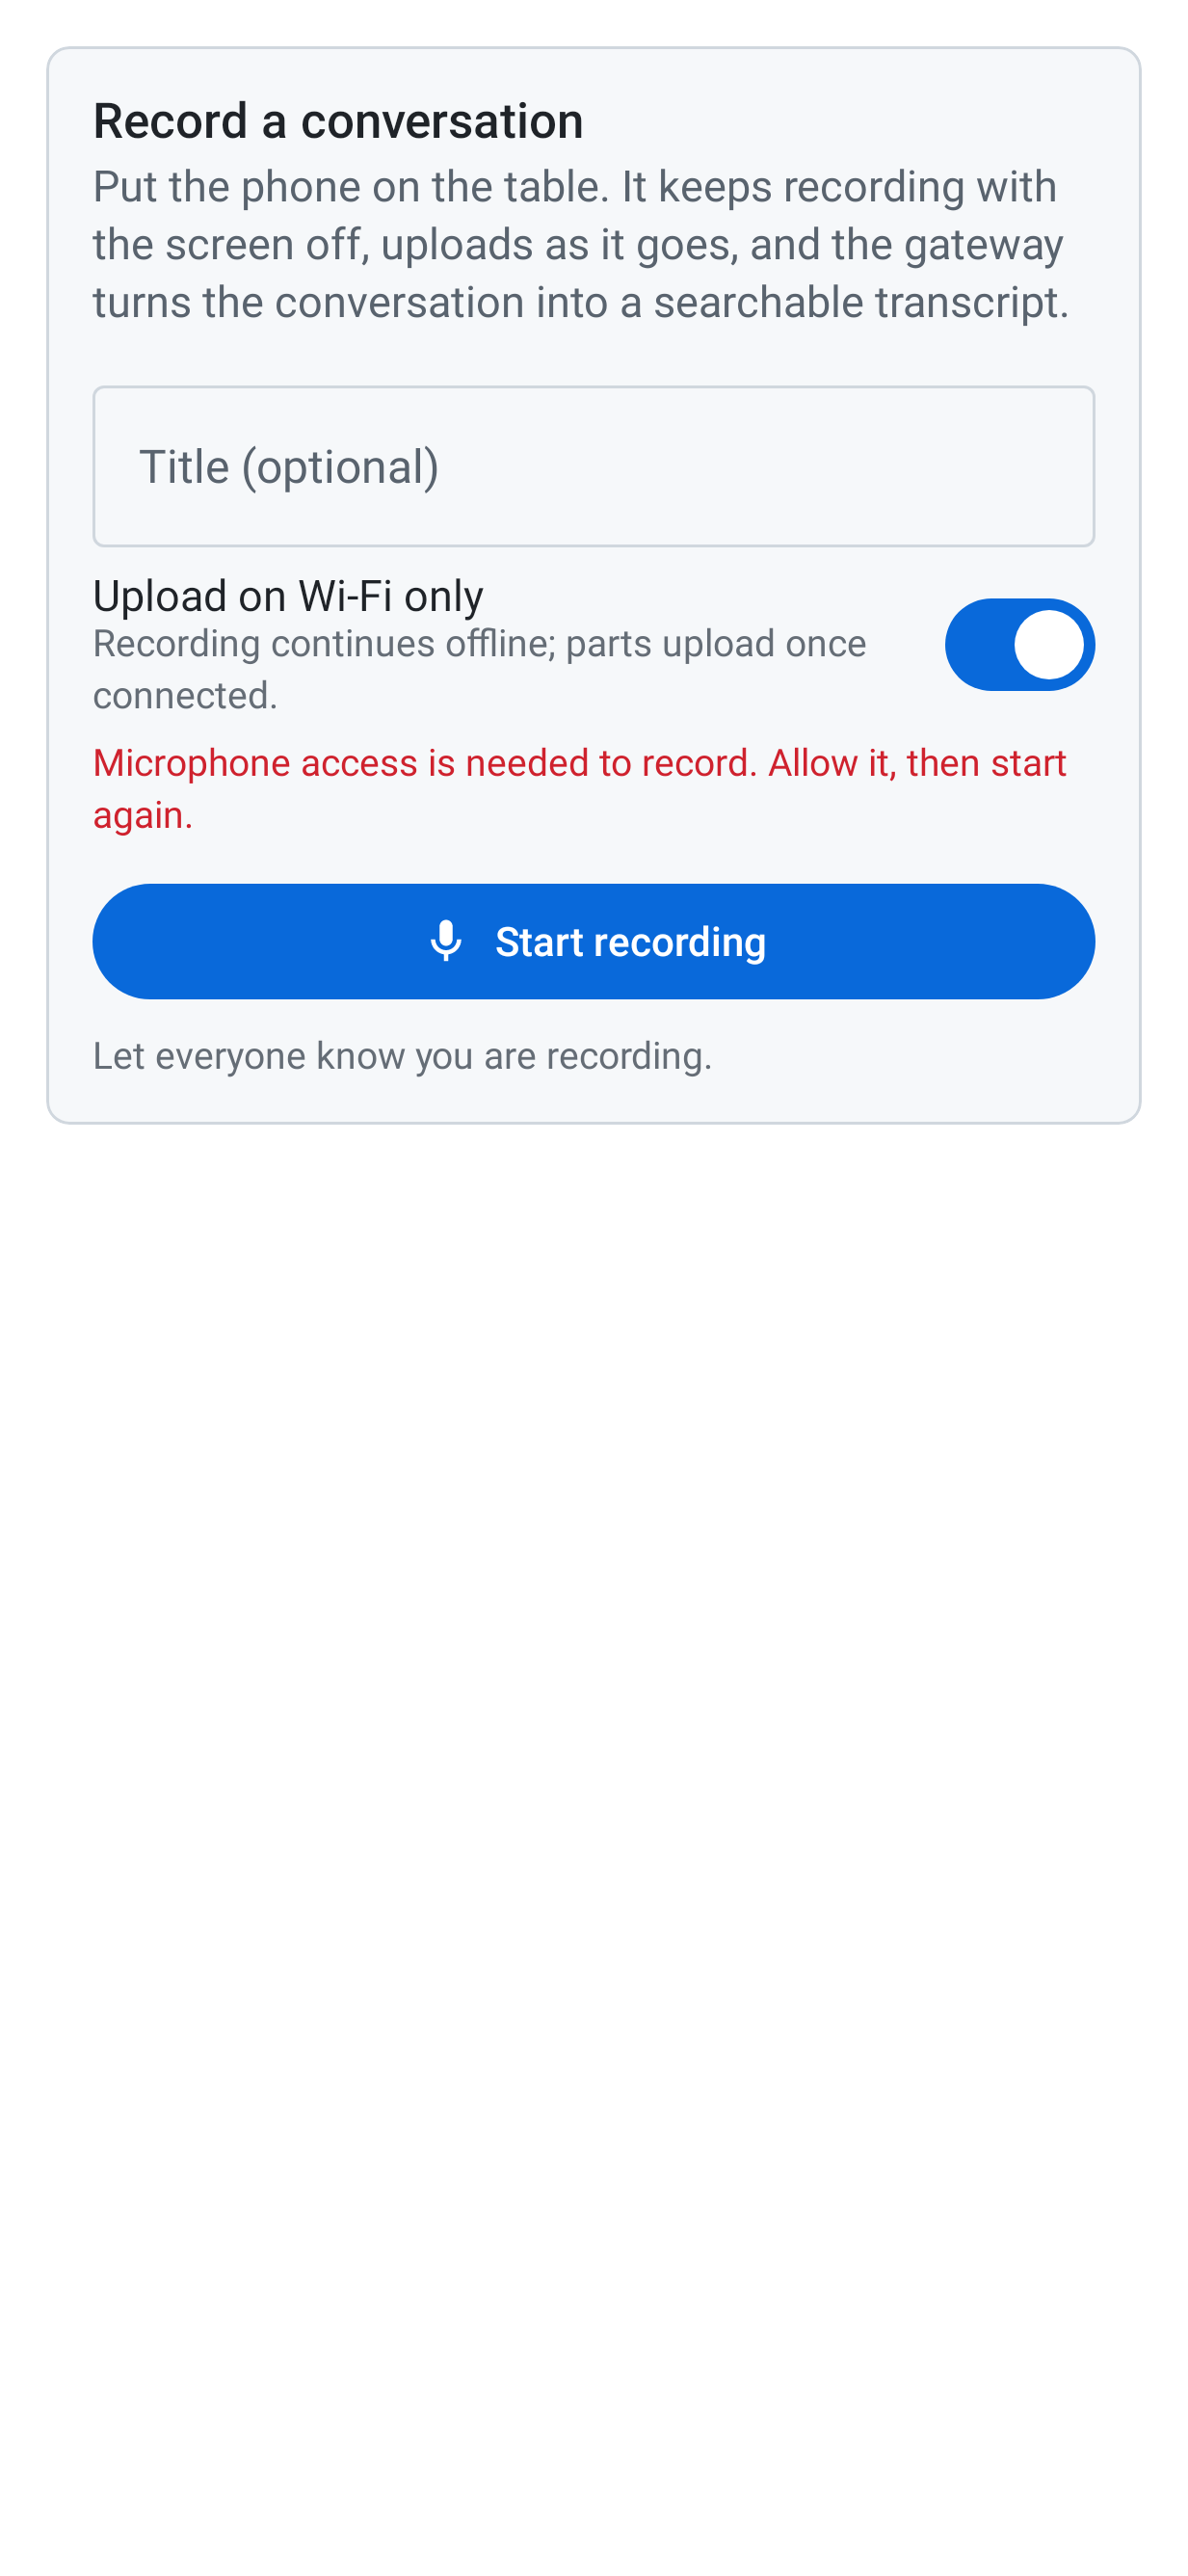 Record a conversation
Put the phone on the table. It keeps recording with
the screen off, uploads as it goes, and the gateway
turns the conversation into a searchable transcript.
Title (optional)
Upload on Wi-Fi only
Recording continues offline; parts upload once
connected.
Microphone access is needed to record. Allow it, then start
again.
Start recording
Let everyone know you are recording.